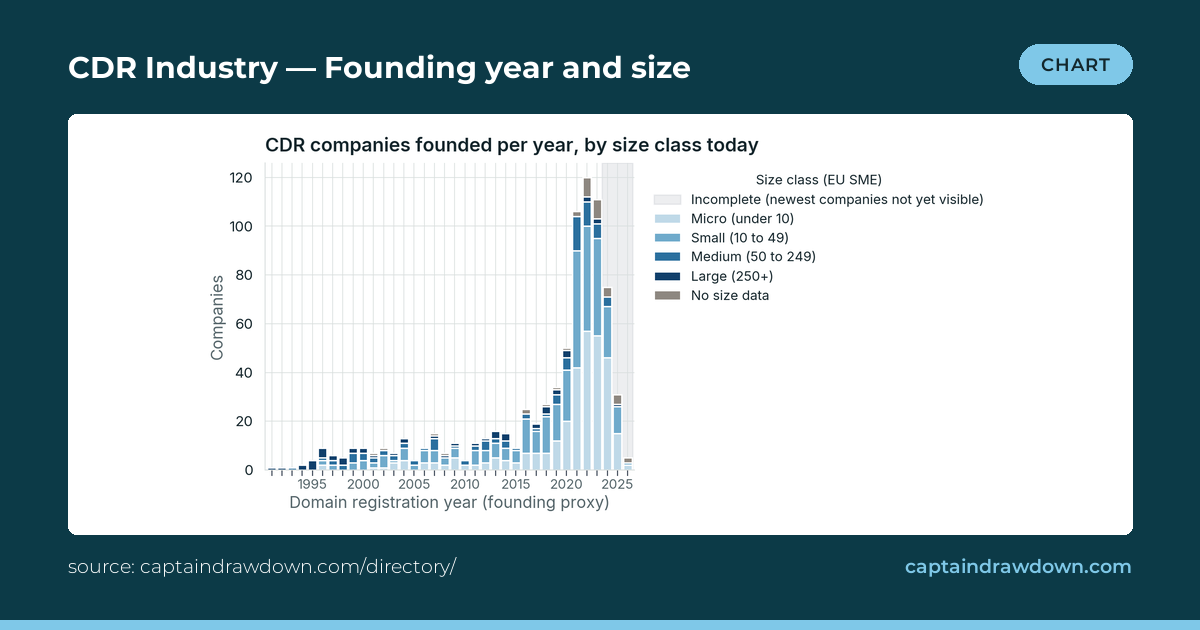 CDR Industry — Founding year and size
CHART
CDR companies founded per year, by size class today
Size class (EU SME)
Incomplete (newest companies not yet visible)
Micro (under 10)
Small (10 to 49)
Medium (50 to 249)
Large (250+)
No size data
Companies
120
100
80
60
40
20
0
1995 2000 2005 2010 2015 2020 2025
Domain registration year (founding proxy)
source: captaindrawdown.com/directory/
captaindrawdown.com